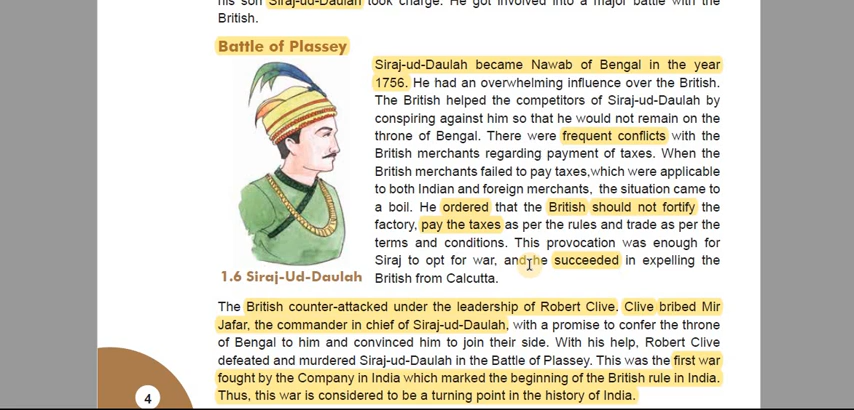 his son Siraj-ud-Daulah took charge. He got involved into a major battle with the
British.
Battle of Plassey
Siraj-ud-Daulah became Nawab of Bengal in the year
1756. He had an overwhelming influence over the British.
The British helped the competitors of Siraj-ud-Daulah by
conspiring against him so that he would not remain on the
throne of Bengal. There were frequent conflicts with the
British merchants regarding payment of taxes. When the
British merchants failed to pay taxes,which were applicable
to both Indian and foreign merchants, the situation came to
a boil. He ordered that the British should not fortify the
factory, pay the taxes as per the rules and trade as per the
terms and conditions. This provocation was enough for
Siraj to opt for war, and he succeeded in expelling the
British from Calcutta.
1.6 Siraj-Ud-Daulah
The British counter-attacked under the leadership of Robert Clive. Clive bribed Mir
Jafar, the commander in chief of Siraj-ud-Daulah, with a promise to confer the throne
of Bengal to him and convinced him to join their side. With his help, Robert Clive
defeated and murdered Siraj-ud-Daulah in the Battle of Plassey. This was the first war
fought by the Company in India which marked the beginning of the British rule in India.
Thus, this war is considered to be a turning point in the history of India.
4